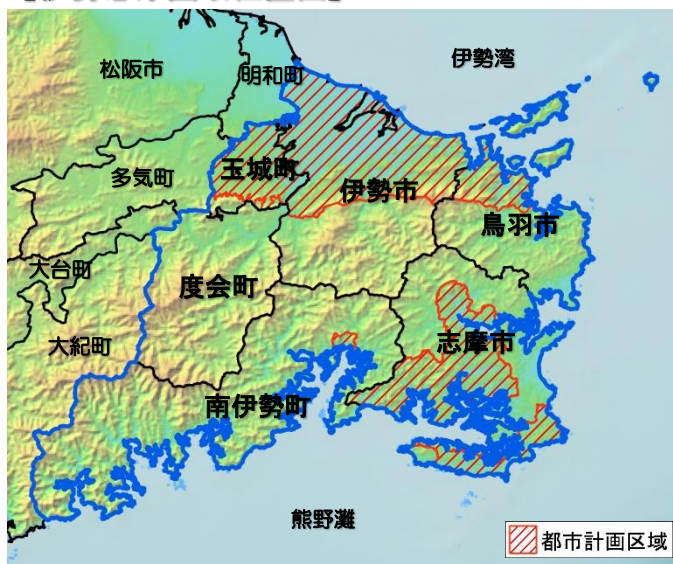 松阪市
明和町
伊勢湾
多気町
玉城町
伊勢市
鳥羽市
大台町
度会町
大紀町
志摩市
南伊勢町
熊野灘
都市計画区域